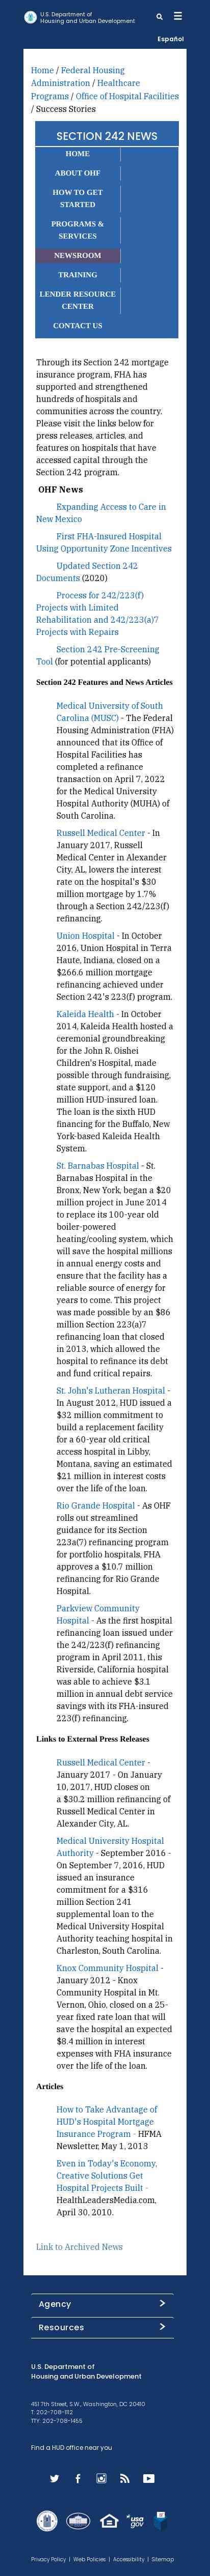 U.S. Department of
Housing and Urban Development
Español
Home / Federal Housing
Administration / Healthcare
Programs / Office of Hospital Facilities
/ Success Stories
SECTION 242 NEWS
HOME
ABOUT OHF
HOW TO GET
STARTED
PROGRAMS &
SERVICES
NEWSROOM
TRAINING
LENDER RESOURCE
CENTER
CONTACT US
Through its Section 242 mortgage
insurance program, FHA has
supported and strengthened
hundreds of hospitals and
communities across the country.
Please visit the links below for
press releases, articles, and
features on hospitals that have
accessed capital through the
Section 242 program.
OHF News
Expanding Access to Care in
New Mexico
First FHA-Insured Hospital
Using Opportunity Zone Incentives
Updated Section 242
Documents (2020)
Process for 242/223(f)
Projects with Limited
Rehabilitation and 242/223(a)7
Projects with Repairs
Section 242 Pre-Screening
Tool (for potential applicants)
Section 242 Features and News Articles
Medical University of South
Carolina (MUSC) - The Federal
Housing Administration (FHA)
announced that its Office of
Hospital Facilities has
completed a refinance
transaction on April 7, 2022
for the Medical University
Hospital Authority (MUHA) of
South Carolina.
Russell Medical Center - In
January 2017, Russell
Medical Center in Alexander
City, AL, lowers the interest
rate on the hospital's $30
million mortgage by 1.7%
through a Section 242/223(f)
refinancing.
Union Hospital - In October
2016, Union Hospital in Terra
Haute, Indiana, closed on a
$266.6 million mortgage
refinancing achieved under
Section 242's 223(f) program.
Kaleida Health - In October
2014, Kaleida Health hosted a
ceremonial groundbreaking
for the John R. Oishei
Children's Hospital, made
possible through fundraising,
state support, and a $120
million HUD-insured loan.
The loan is the sixth HUD
financing for the Buffalo, New
York-based Kaleida Health
System.
St. Barnabas Hospital - St.
Barnabas Hospital in the
Bronx, New York, began a $20
million project in June 2014
to replace its 100-year old
boiler-powered
heating/cooling system, which
will save the hospital millions
of dollars in energy costs and
ensure that the facility has a
reliable source of energy for
years to come. This project
was made possible by an $86
million Section 223(a)7
refinancing loan that closed
in 2013, which allowed the
hospital to refinance its debt
and fund critical repairs.
St. John's Lutheran Hospital -
In August 2012, HUD issued a
$32 million commitment to
build a replacement facility
for a 60-year old critical
access hospital in Libby,
Montana, saving an estimated
$21 million in interest costs
over the life of the loan.
Rio Grande Hospital - As OHF
rolls out streamlined
guidance for its Section
223a(7) refinancing program
for portfolio hospitals, FHA
approves a $10.7 million
refinancing for Rio Grande
Hospital.
Parkview Community
Hospital - As the first hospital
refinancing loan issued under
the 242/223(f) refinancing
program in April 2011, this
Riverside, California hospital
was able to achieve $3.1
million in annual debt service
savings with its FHA-insured
223(f) refinancing.
Links to External Press Releases
Russell Medical Center -
January 2017 - On January
10, 2017, HUD closes on
a $30.2 million refinancing of
Russell Medical Center in
Alexander City, AL.
Medical University Hospital
Authority - September 2016 -
On September 7, 2016, HUD
issued an insurance
commitment for a $316
million Section 241
supplemental loan to the
Medical University Hospital
Authority teaching hospital in
Charleston, South Carolina.
Knox Community Hospital -
January 2012 - Knox
Community Hospital in Mt.
Vernon, Ohio, closed on a 25-
year fixed rate loan that will
save the hospital an expected
$8.4 million in interest
expenses with FHA insurance
over the life of the loan.
Articles
How to Take Advantage of
HUD's Hospital Mortgage
Insurance Program - HFMA
Newsletter, May 1, 2013
Even in Today's Economy,
Creative Solutions Get
Hospital Projects Built -
HealthLeadersMedia.com,
April 30, 2010.
Link to Archived News
Agency
Resources
U.S. Department of
Housing and Urban Development
451 7th Street, S.W., Washington, DC 20410
T: 202-708-1112
TTY: 202-708-1455
Find a HUD office near you
usa
gov
Privacy Policy | Web Policies | Accessibility | Sitemap